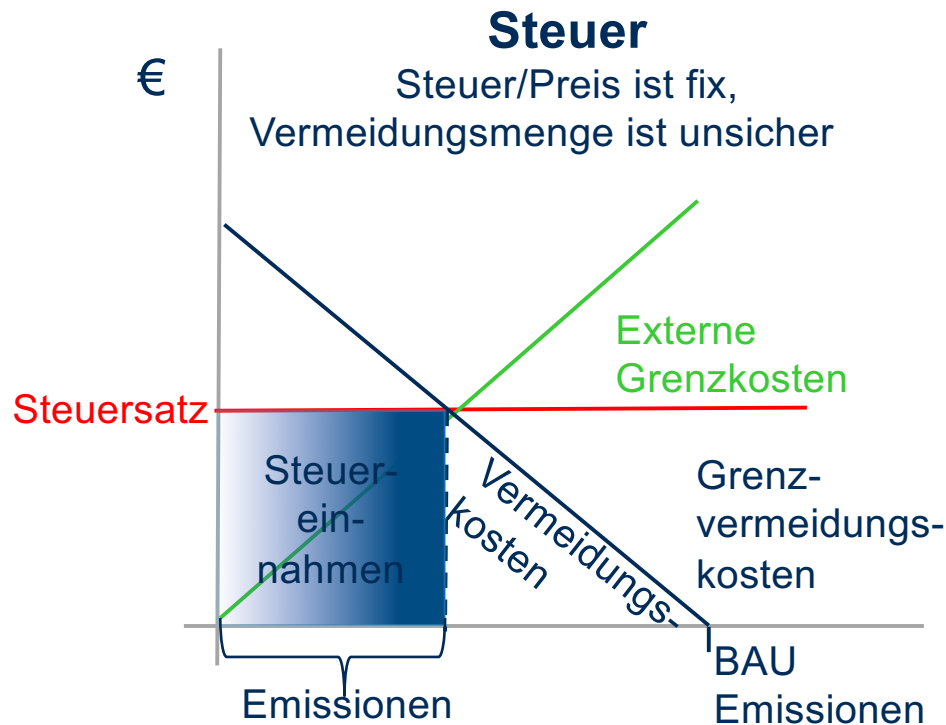 Steuer
€
Steuer/Preis ist fix,
Vermeidungsmenge ist unsicher
Externe
Grenzkosten
Steuersatz
Steuer-
ein-
nahmen
Vermeidungs-
kosten
Grenz-
vermeidungs-
kosten
BAU
Emissionen
Emissionen